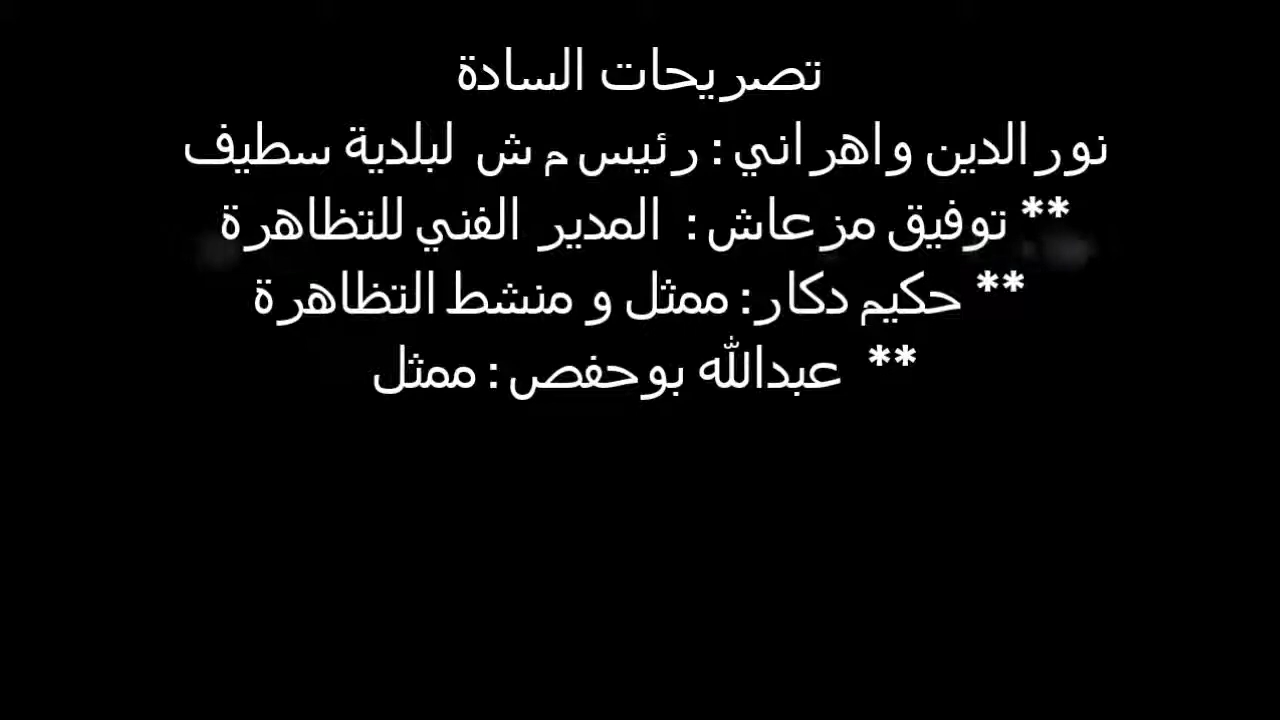 تصريحات السادة
نور الدين واهراني : رئيس م ش لبلدية سطيف
** توفيق مزعاش : المدير الفني للتظاهرة
** حكيم دكار : ممثل و منشط التظاهرة
** عبدالله بوحفص : ممثل